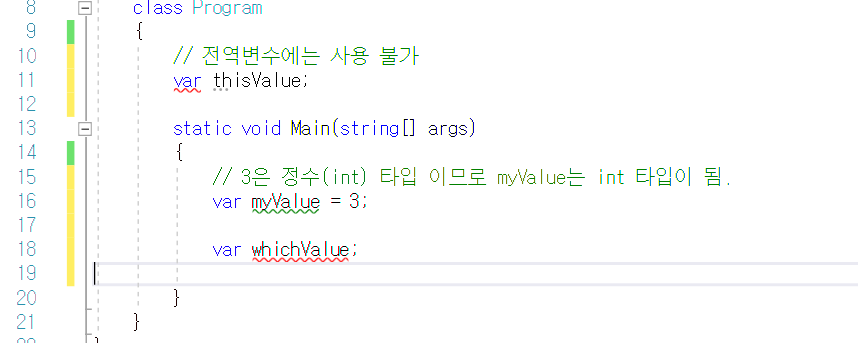 8 class Program
9 {
10 // 전역변수에는 사용 불가
11 var thisValue;
12
13 static void Main(string[] args)
14 {
15 // 3은 정수(int) 타입 이므로 myValue는 int 타입이 됨.
16 var myValue = 3;
17
18 var whichValue;
19
20 }
21 }